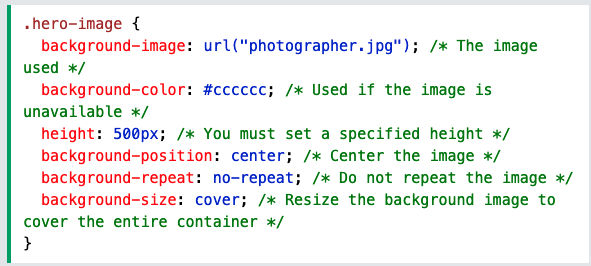 .hero-image {
  background-image: url("photographer.jpg"); /* The image
used */
  background-color: #cccccc; /* Used if the image is
unavailable */
  height: 500px; /* You must set a specified height */
  background-position: center; /* Center the image */
  background-repeat: no-repeat; /* Do not repeat the image */
  background-size: cover; /* Resize the background image to
cover the entire container */
}